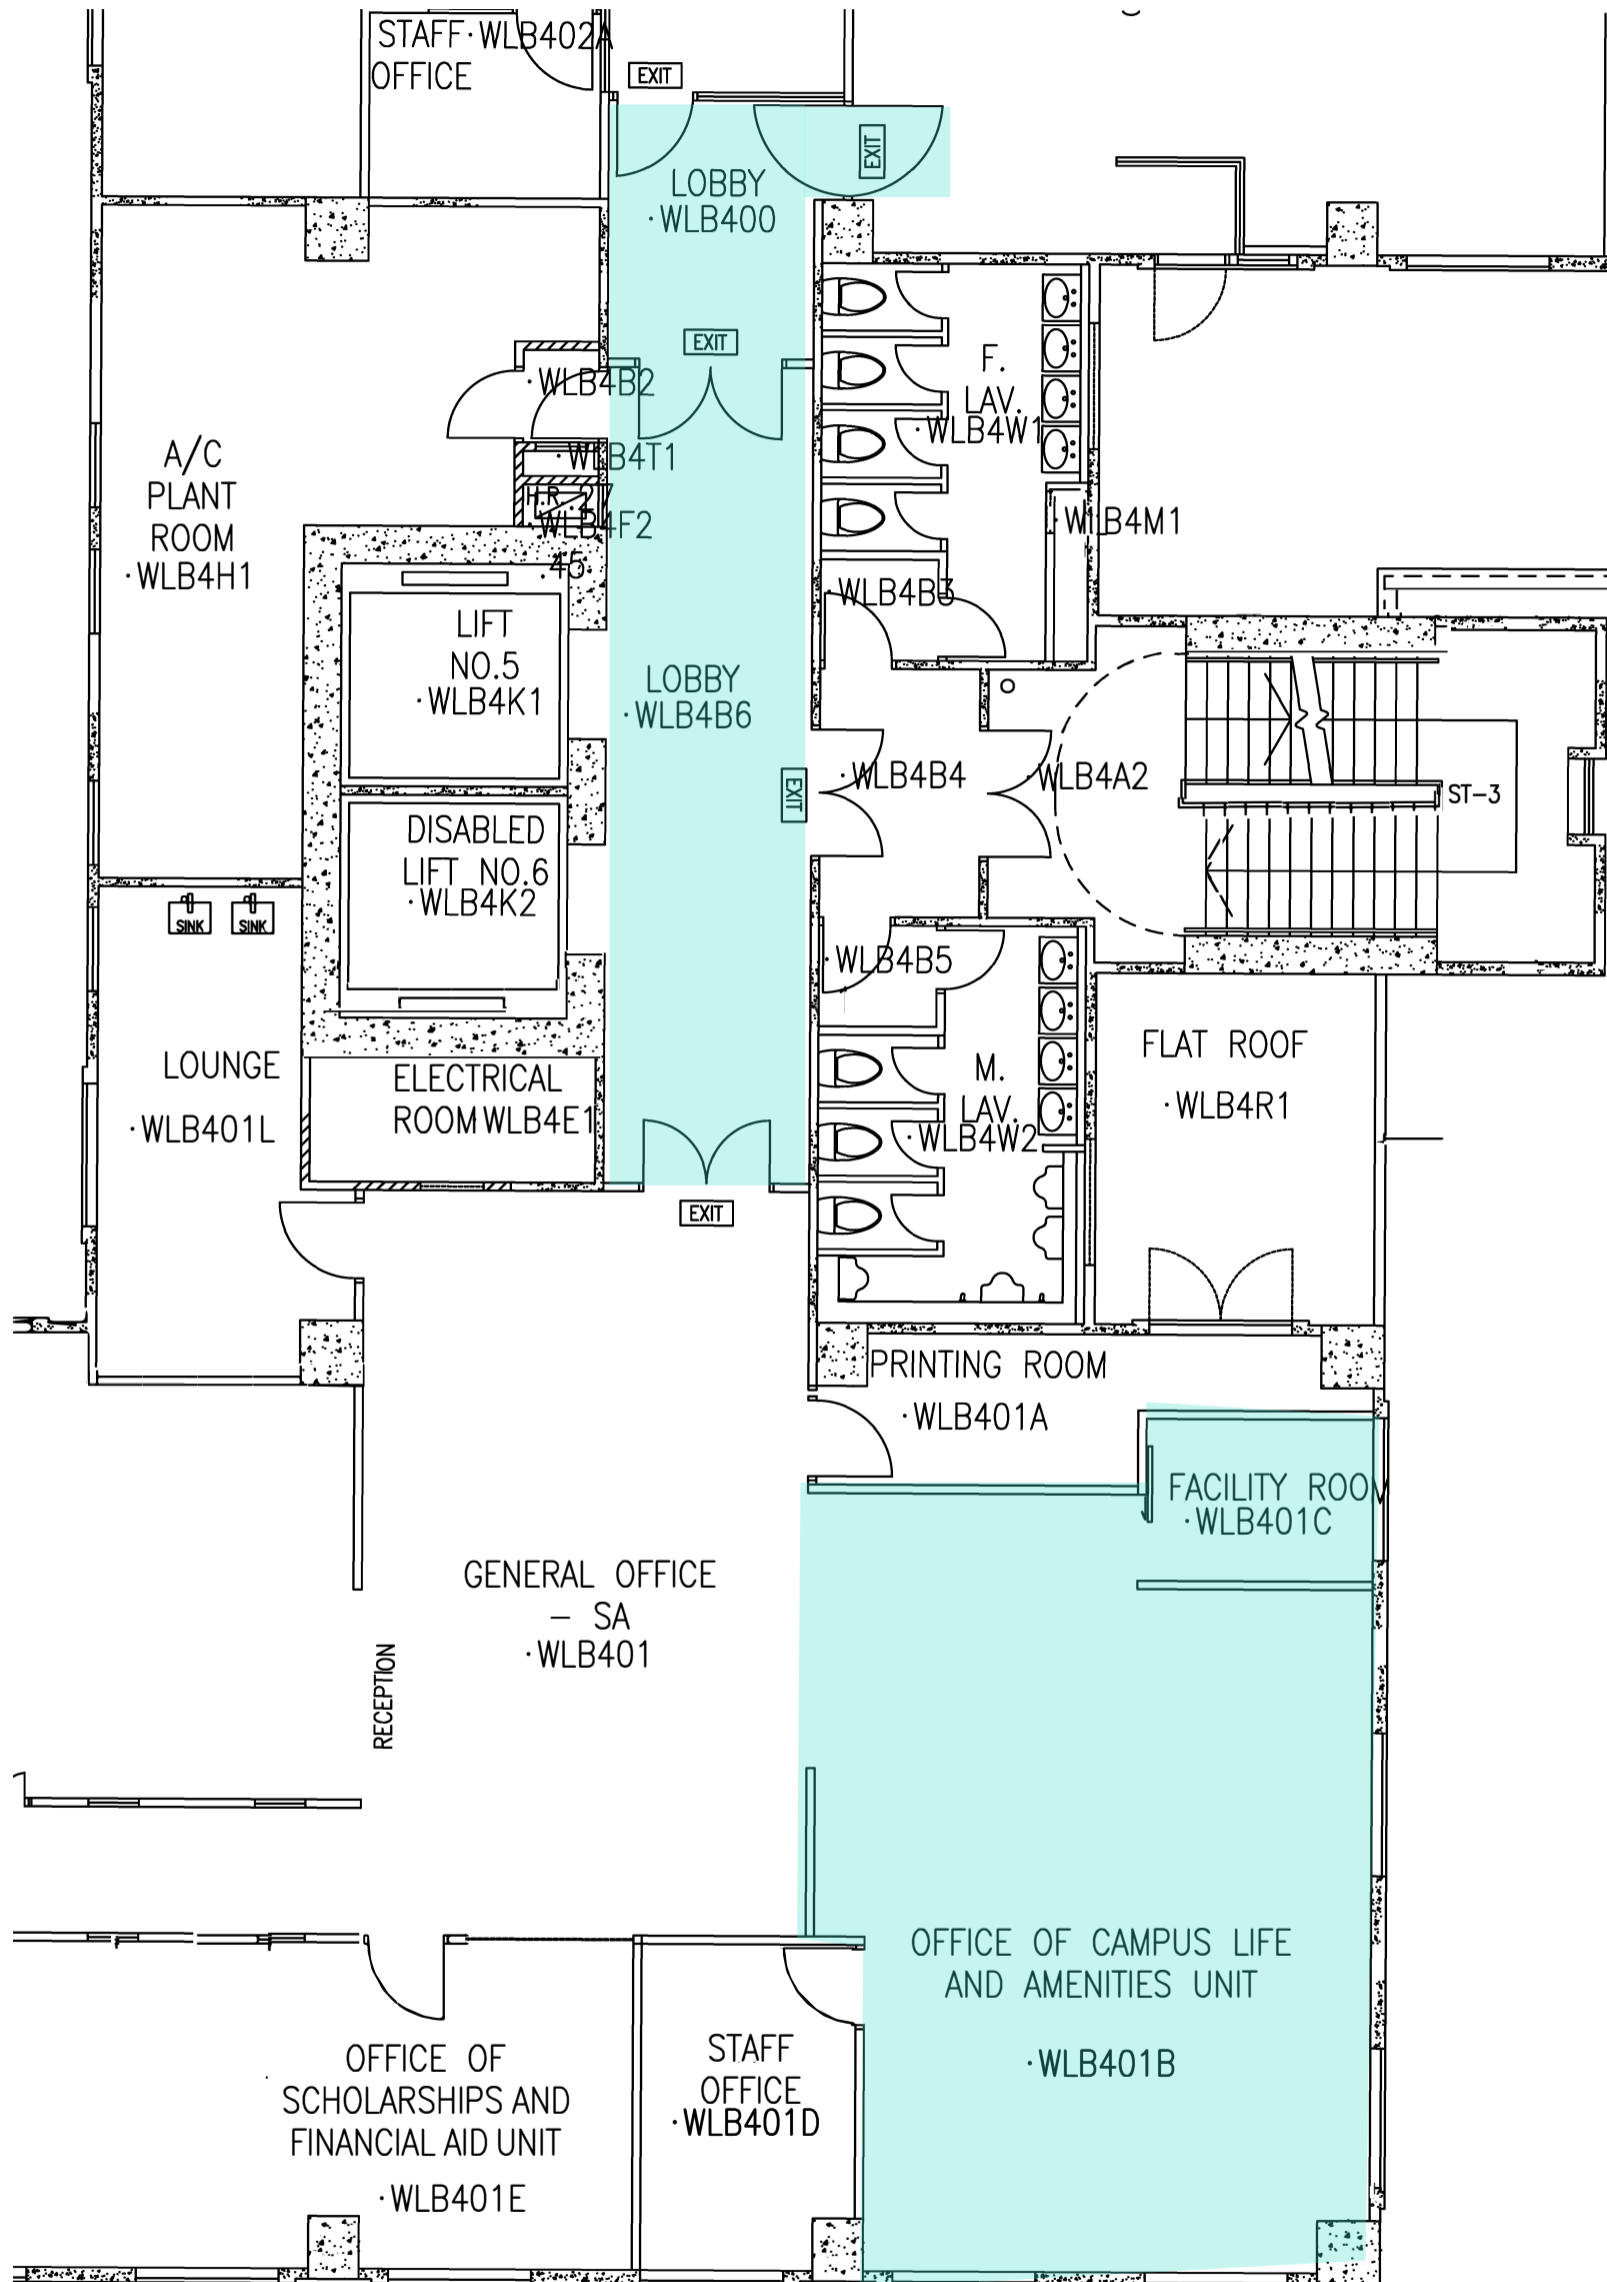 STAFF·WLB402A
OFFICE
EXIT
EXIT
LOBBY
·WLB400
EXIT
·WLB4B2
F.
LAV.
·WLB4W1
A/C
PLANT
ROOM
·WLB4H1
·WLB4T1
H.R. 27
·WLB4F2
.45
·WLB4M1
·WLB4B3
LIFT
NO.5
·WLB4K1
LOBBY
·WLB4B6
EXIT
·WLB4B4
·WLB4A2
ST-3
DISABLED
LIFT NO.6
·WLB4K2
SINK
SINK
·WLB4B5
LOUNGE
·WLB401L
ELECTRICAL
ROOM WLB4E1
M.
LAV.
·WLB4W2
FLAT ROOF
·WLB4R1
EXIT
PRINTING ROOM
·WLB401A
FACILITY ROOM
·WLB401C
GENERAL OFFICE
- SA
·WLB401
RECEPTION
OFFICE OF CAMPUS LIFE
AND AMENITIES UNIT
·WLB401B
STAFF
OFFICE
·WLB401D
OFFICE OF
SCHOLARSHIPS AND
FINANCIAL AID UNIT
·WLB401E